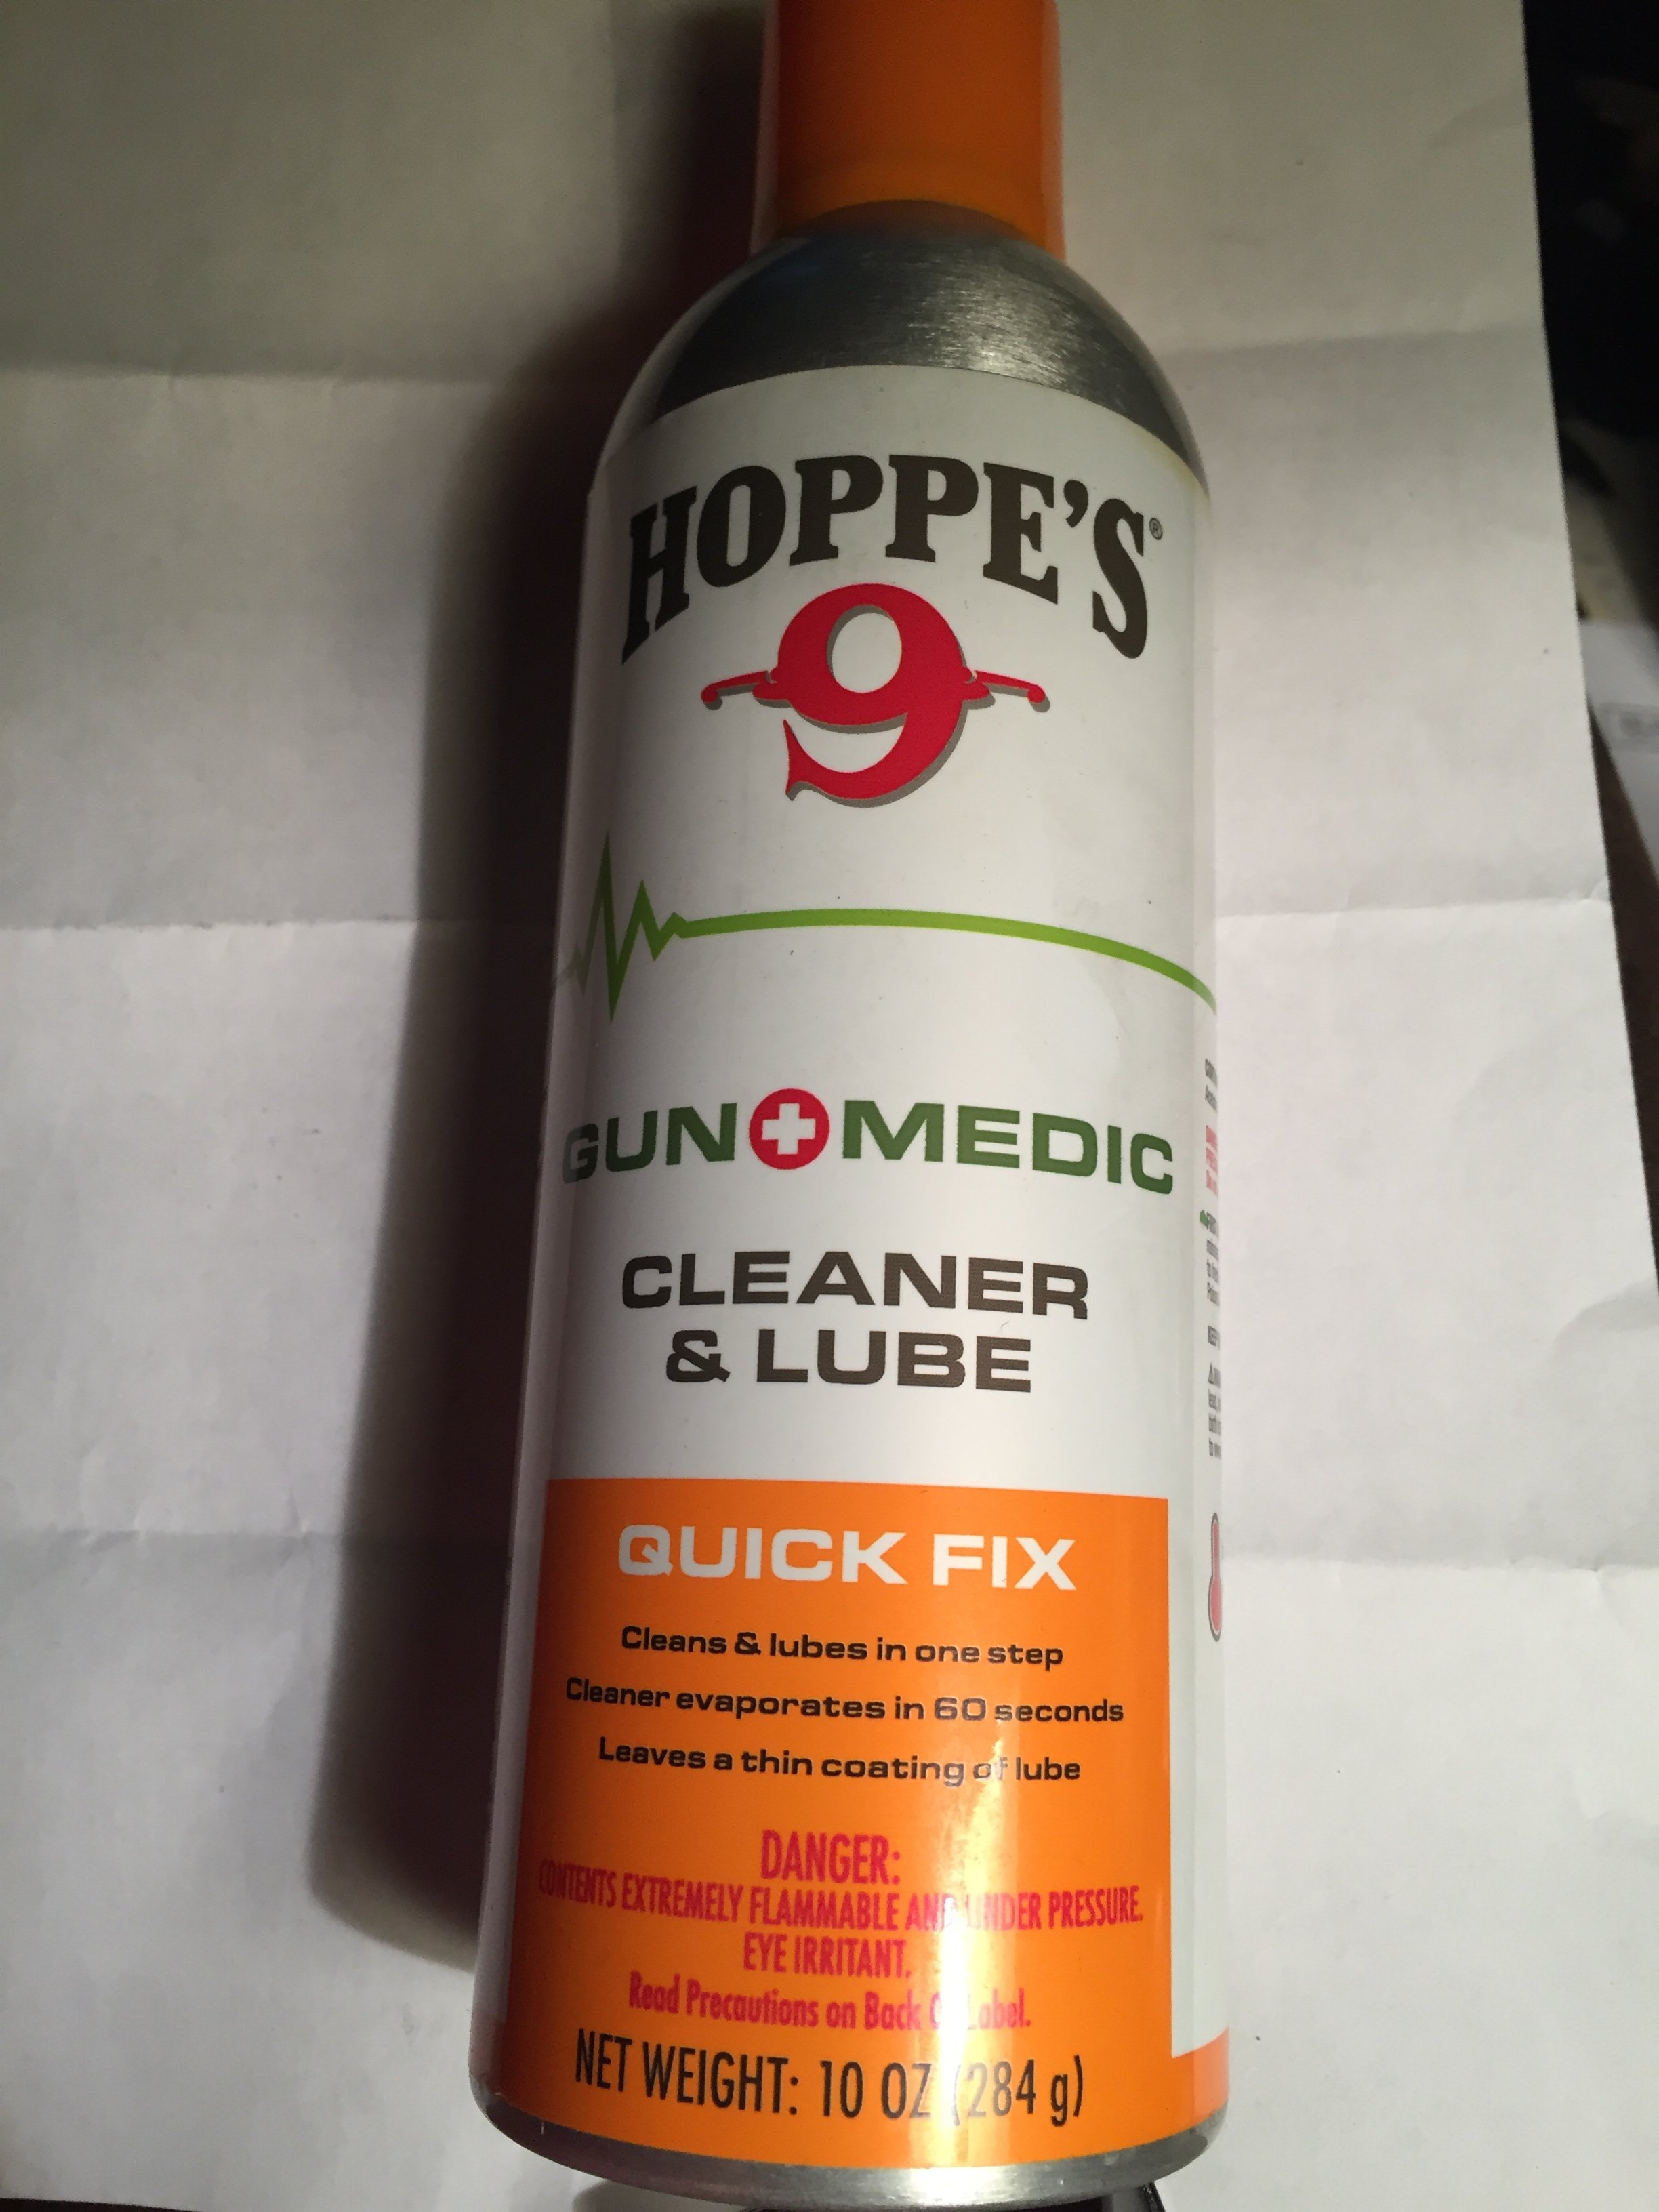 HOPPE'S®
9
GUN MEDIC
CLEANER
& LUBE
QUICK FIX
Cleans & lubes in one step
Cleaner evaporates in 60 seconds
Leaves a thin coating of lube
DANGER:
CONTENTS EXTREMELY FLAMMABLE AND UNDER PRESSURE.
EYE IRRITANT.
Read Precautions on Back Of Label.
NET WEIGHT: 10 OZ (284 g)